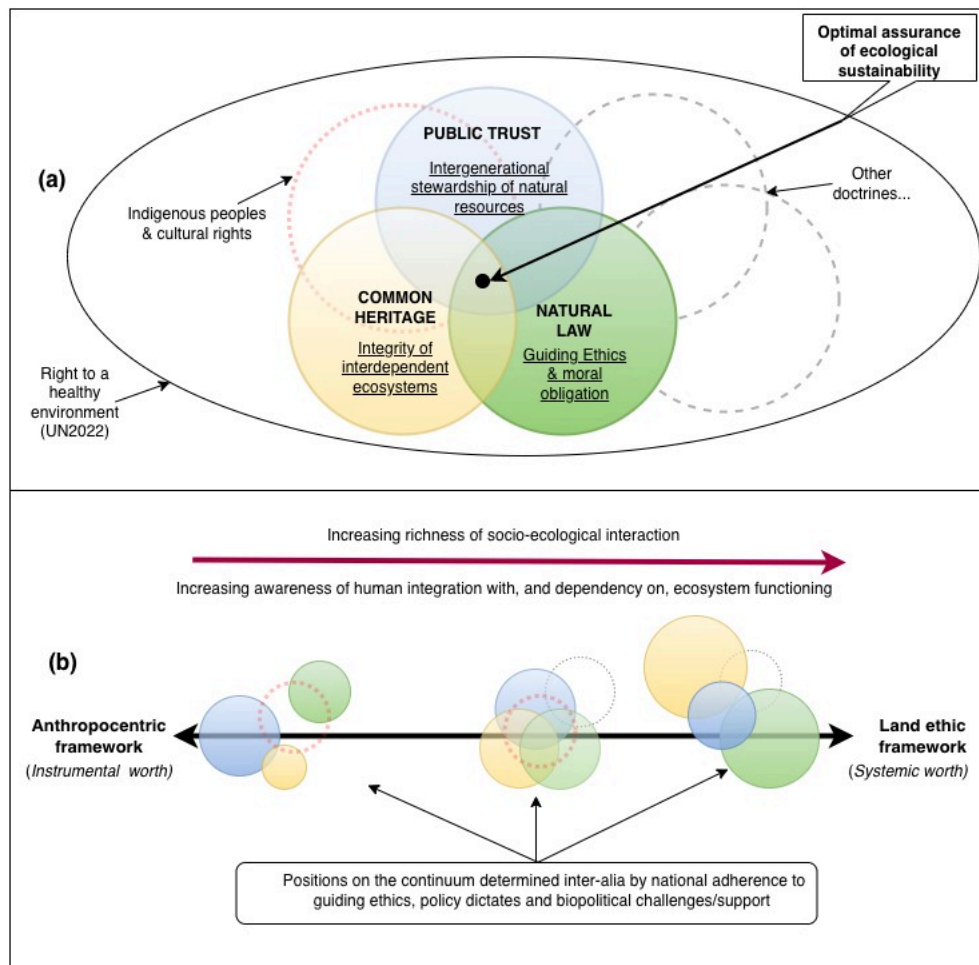 Optimal assurance
of ecological
sustainability
(a)
PUBLIC TRUST
Intergenerational
stewardship of natural
resources
Indigenous peoples
& cultural rights
Other
doctrines...
COMMON
HERITAGE
Integrity of
interdependent
ecosystems
NATURAL
LAW
Guiding Ethics
& moral
obligation
Right to a
healthy
environment
(UN2022)
Increasing richness of socio-ecological interaction
Increasing awareness of human integration with, and dependency on, ecosystem functioning
(b)
Anthropocentric
framework
(Instrumental worth)
Land ethic
framework
(Systemic worth)
Positions on the continuum determined inter-alia by national adherence to
guiding ethics, policy dictates and biopolitical challenges/support